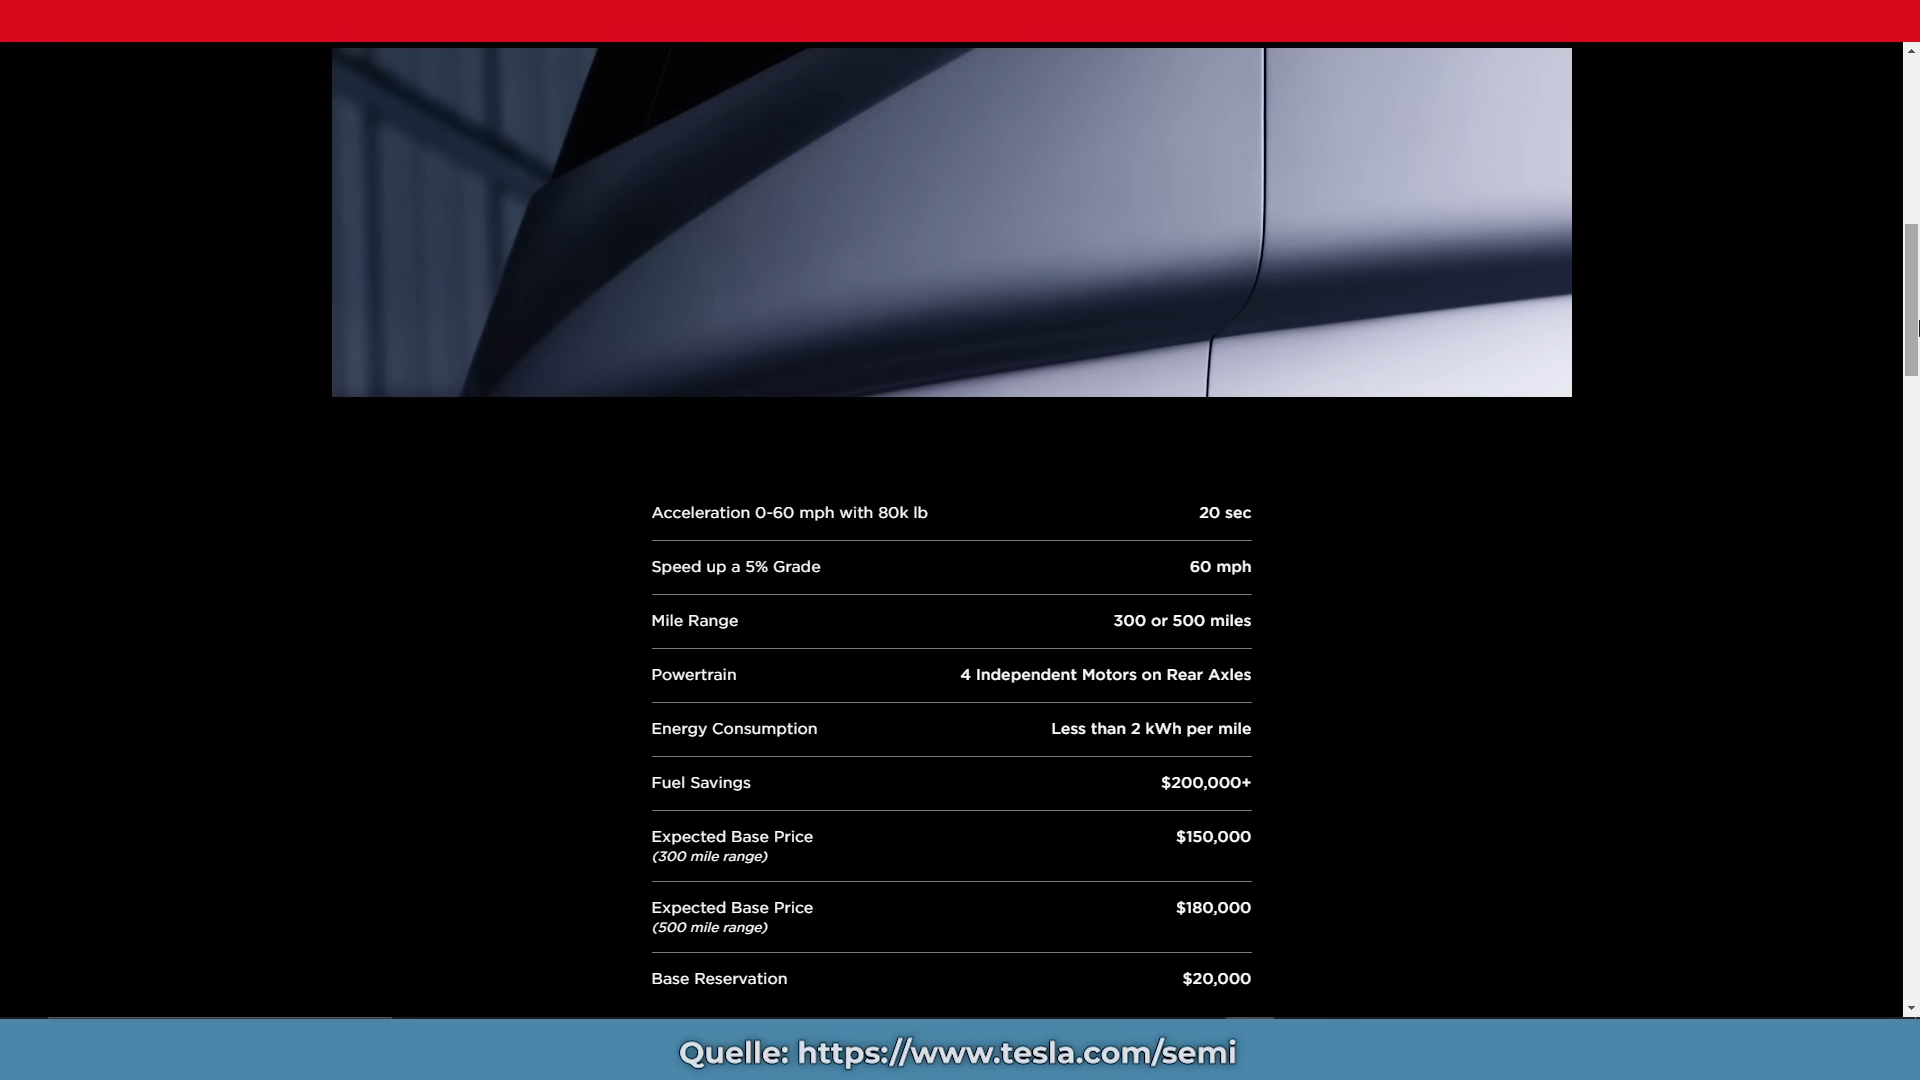 Acceleration 0-60 mph with 80k lb 20 sec
Speed up a 5% Grade 60 mph
Mile Range 300 or 500 miles
Powertrain 4 Independent Motors on Rear Axles
Energy Consumption Less than 2 kWh per mile
Fuel Savings $200,000+
Expected Base Price $150,000
(300 mile range)
Expected Base Price $180,000
(500 mile range)
Base Reservation $20,000
Quelle: https://www.tesla.com/semi